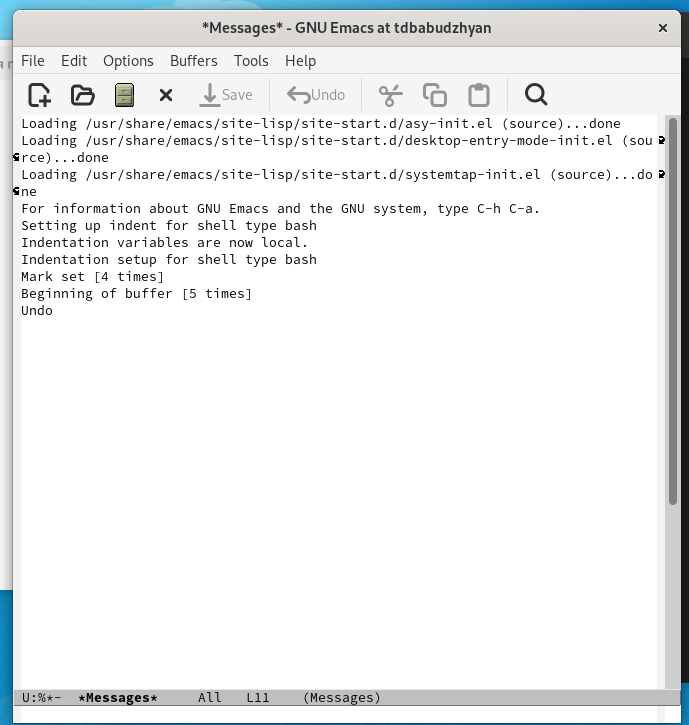 *Messages* - GNU Emacs at tdbabudzhyan
File Edit Options Buffers Tools Help
Save Undo
Loading /usr/share/emacs/site-lisp/site-start.d/asy-init.el (source)...done
Loading /usr/share/emacs/site-lisp/site-start.d/desktop-entry-mode-init.el (sou
rce)...done
Loading /usr/share/emacs/site-lisp/site-start.d/systemtap-init.el (source)...do
ne
For information about GNU Emacs and the GNU system, type C-h C-a.
Setting up indent for shell type bash
Indentation variables are now local.
Indentation setup for shell type bash
Mark set [4 times]
Beginning of buffer [5 times]
Undo
U:%*- *Messages* All L11 (Messages)